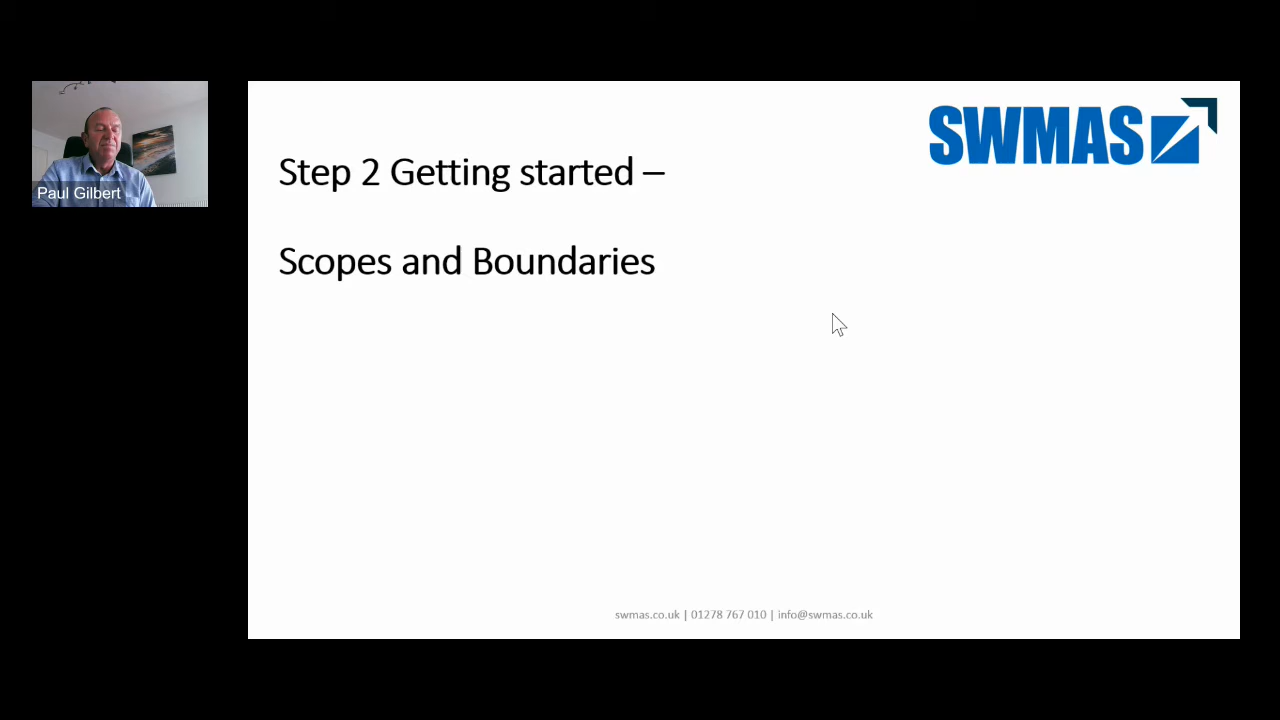 SWMAS
Step 2 Getting started –
Scopes and Boundaries
Paul Gilbert
swmas.co.uk | 01278 767 010 | info@swmas.co.uk